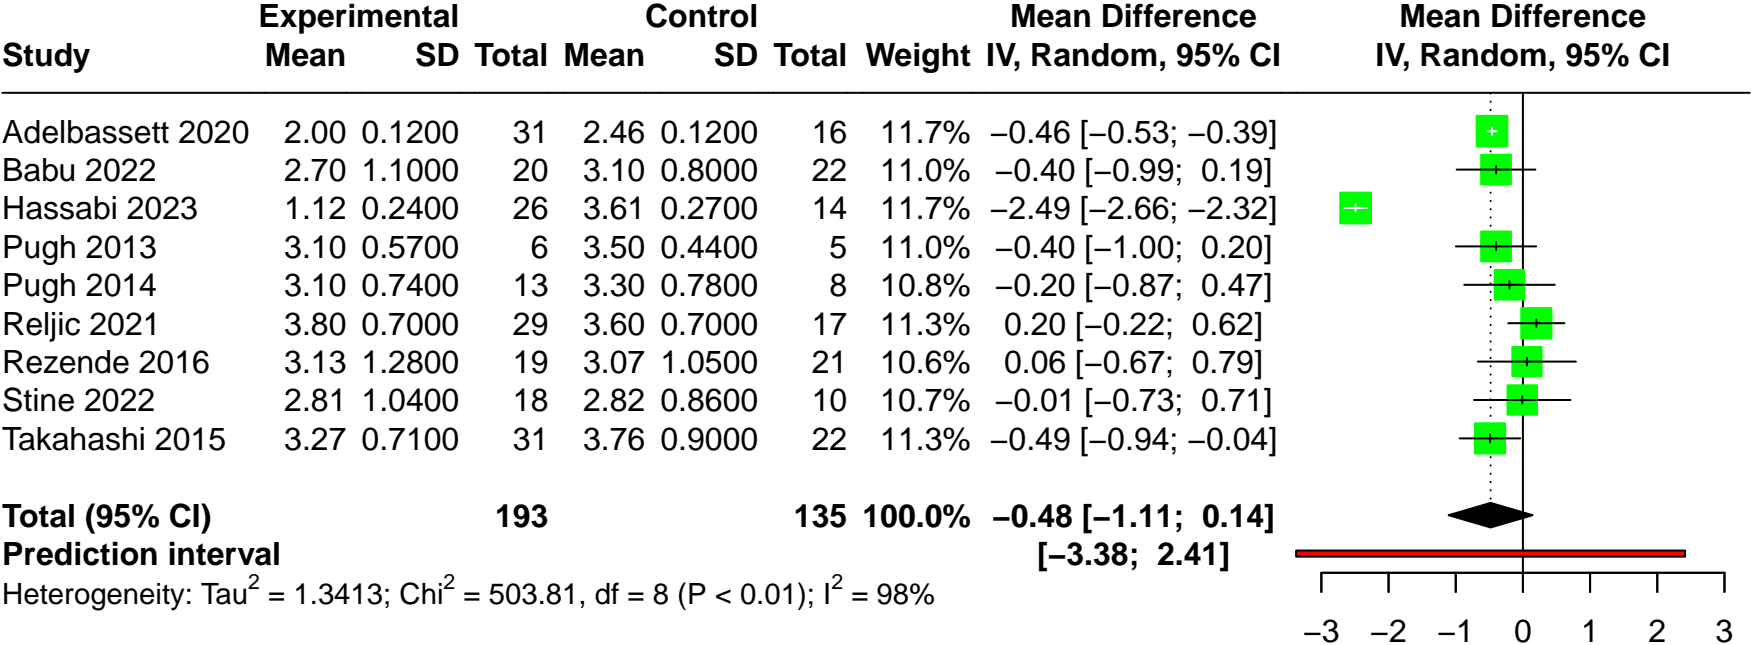 Experimental Control Mean Difference Mean Difference
Study Mean SD Total Mean SD Total Weight IV, Random, 95% CI IV, Random, 95% CI
Adelbassett 2020 2.00 0.1200 31 2.46 0.1200 16 11.7% −0.46 [−0.53; −0.39]
Babu 2022 2.70 1.1000 20 3.10 0.8000 22 11.0% −0.40 [−0.99; 0.19]
Hassabi 2023 1.12 0.2400 26 3.61 0.2700 14 11.7% −2.49 [−2.66; −2.32]
Pugh 2013 3.10 0.5700 6 3.50 0.4400 5 11.0% −0.40 [−1.00; 0.20]
Pugh 2014 3.10 0.7400 13 3.30 0.7800 8 10.8% −0.20 [−0.87; 0.47]
Reljic 2021 3.80 0.7000 29 3.60 0.7000 17 11.3% 0.20 [−0.22; 0.62]
Rezende 2016 3.13 1.2800 19 3.07 1.0500 21 10.6% 0.06 [−0.67; 0.79]
Stine 2022 2.81 1.0400 18 2.82 0.8600 10 10.7% −0.01 [−0.73; 0.71]
Takahashi 2015 3.27 0.7100 31 3.76 0.9000 22 11.3% −0.49 [−0.94; −0.04]
Total (95% CI) 193 135 100.0% −0.48 [−1.11; 0.14]
Prediction interval [−3.38; 2.41]
Heterogeneity: Tau² = 1.3413; Chi² = 503.81, df = 8 (P < 0.01); I² = 98%
−3 −2 −1 0 1 2 3